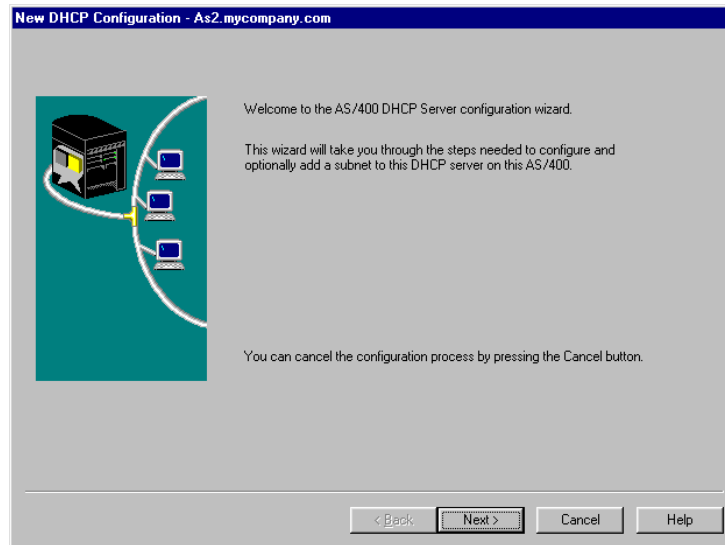 New DHCP Configuration - As2.mycompany.com
Welcome to the AS/400 DHCP Server configuration wizard.
This wizard will take you through the steps needed to configure and
optionally add a subnet to this DHCP server on this AS/400.
You can cancel the configuration process by pressing the Cancel button.
< Back
Next >
Cancel
Help